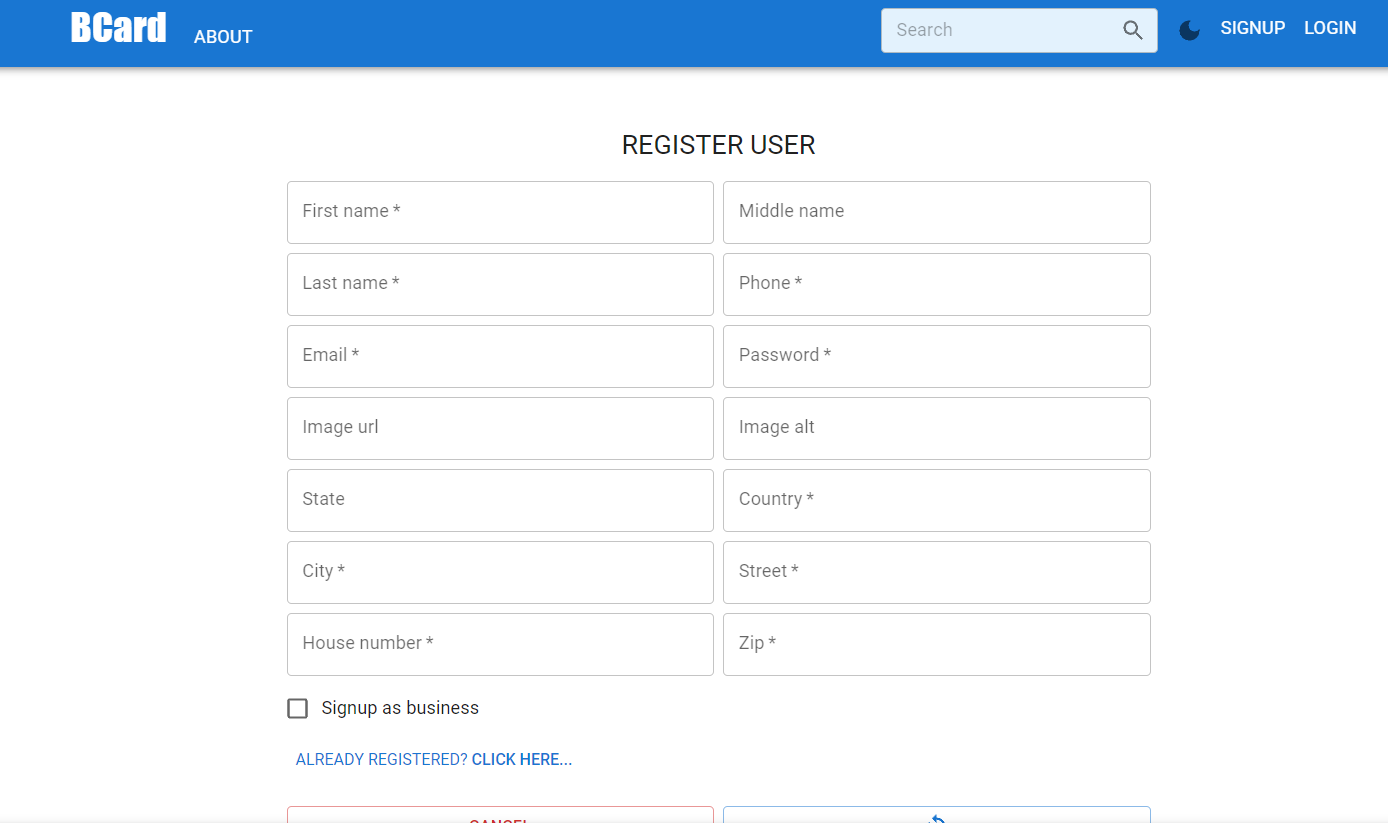 BCard ABOUT Search SIGNUP LOGIN
REGISTER USER
First name * Middle name
Last name * Phone *
Email * Password *
Image url Image alt
State Country *
City * Street *
House number * Zip *
Signup as business
ALREADY REGISTERED? CLICK HERE...
CANCEL